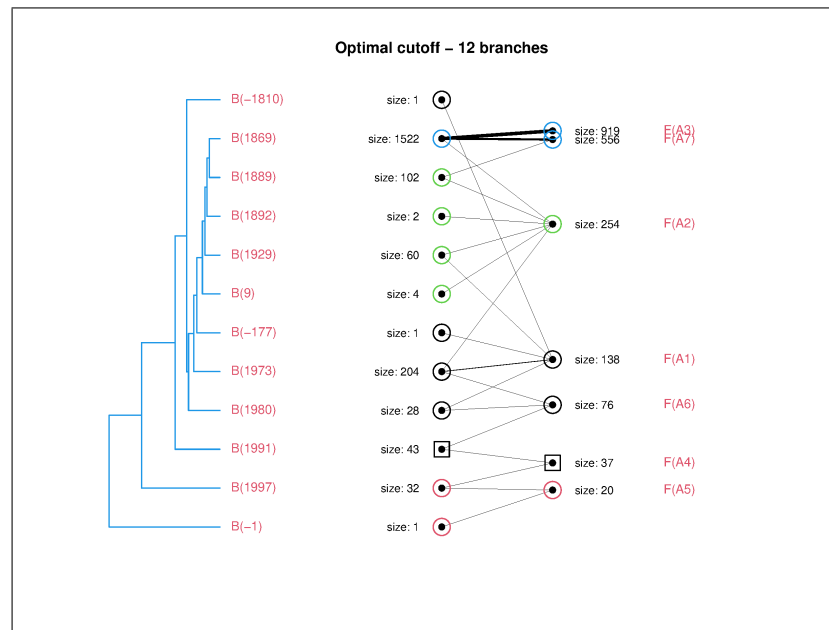 Optimal cutoff – 12 branches
B(−1810) size: 1
size: 919 F(A3)
B(1869) size: 1522 size: 556 F(A7)
B(1889) size: 102
B(1892) size: 2 size: 254 F(A2)
B(1929) size: 60
B(9) size: 4
B(−177) size: 1
size: 138 F(A1)
B(1973) size: 204
size: 76 F(A6)
B(1980) size: 28
B(1991) size: 43
size: 37 F(A4)
B(1997) size: 32 size: 20 F(A5)
B(−1) size: 1